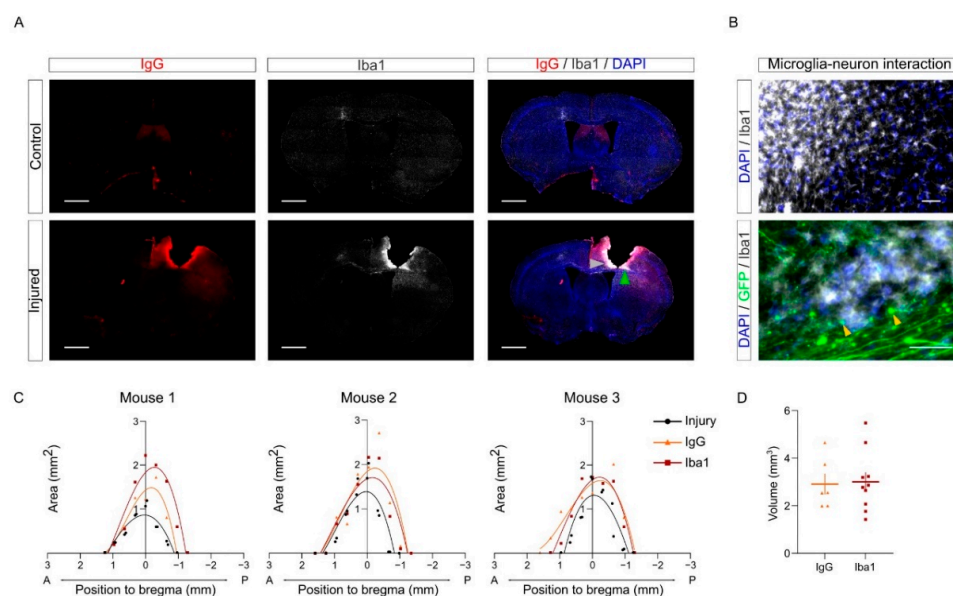 A
B
IgG
Iba1
IgG / Iba1 / DAPI
Microglia-neuron interaction
Control
DAPI / Iba1
Injured
DAPI / GFP / Iba1
C
Mouse 1
Mouse 2
Mouse 3
Injury
IgG
Iba1
D
Area (mm2)
3
2
1
3 2 1 0 −1 −2 −3
A P
Position to bregma (mm)
Area (mm2)
3
2
1
3 2 1 0 −1 −2 −3
A P
Position to bregma (mm)
Area (mm2)
3
2
1
3 2 1 0 −1 −2 −3
A P
Position to bregma (mm)
Volume (mm3)
6
4
2
0
IgG Iba1